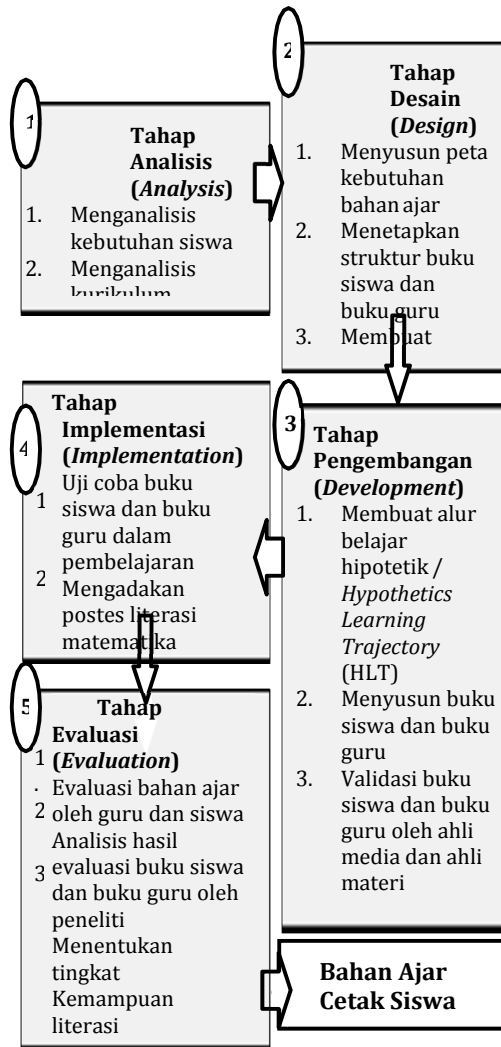 1
Tahap
Analisis
(Analysis)
1. Menganalisis
kebutuhan siswa
2. Menganalisis
kurikulum
2
Tahap
Desain
(Design)
1. Menyusun peta
kebutuhan
bahan ajar
2. Menetapkan
struktur buku
siswa dan
buku guru
3. Membuat
3
Tahap
Pengembangan
(Development)
1. Membuat alur
belajar
hipotetik /
Hypothetics
Learning
Trajectory
(HLT)
2. Menyusun buku
siswa dan buku
guru
3. Validasi buku
siswa dan buku
guru oleh ahli
media dan ahli
materi
4
Tahap
Implementasi
(Implementation)
1 Uji coba buku
siswa dan buku
guru dalam
pembelajaran
2 Mengadakan
postes literasi
matematika
5
Tahap
Evaluasi
1 (Evaluation)
. Evaluasi bahan ajar
2 oleh guru dan siswa
Analisis hasil
3 evaluasi buku siswa
dan buku guru oleh
peneliti
Menentukan
tingkat
Kemampuan
literasi
Bahan Ajar
Cetak Siswa